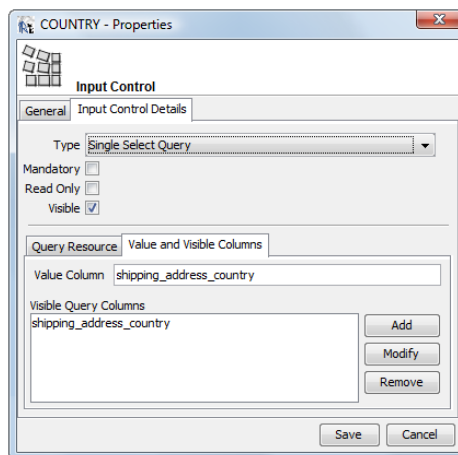 COUNTRY - Properties
Input Control
General Input Control Details
Type Single Select Query
Mandatory
Read Only
Visible
Query Resource Value and Visible Columns
Value Column shipping_address_country
Visible Query Columns
shipping_address_country
Add
Modify
Remove
Save Cancel